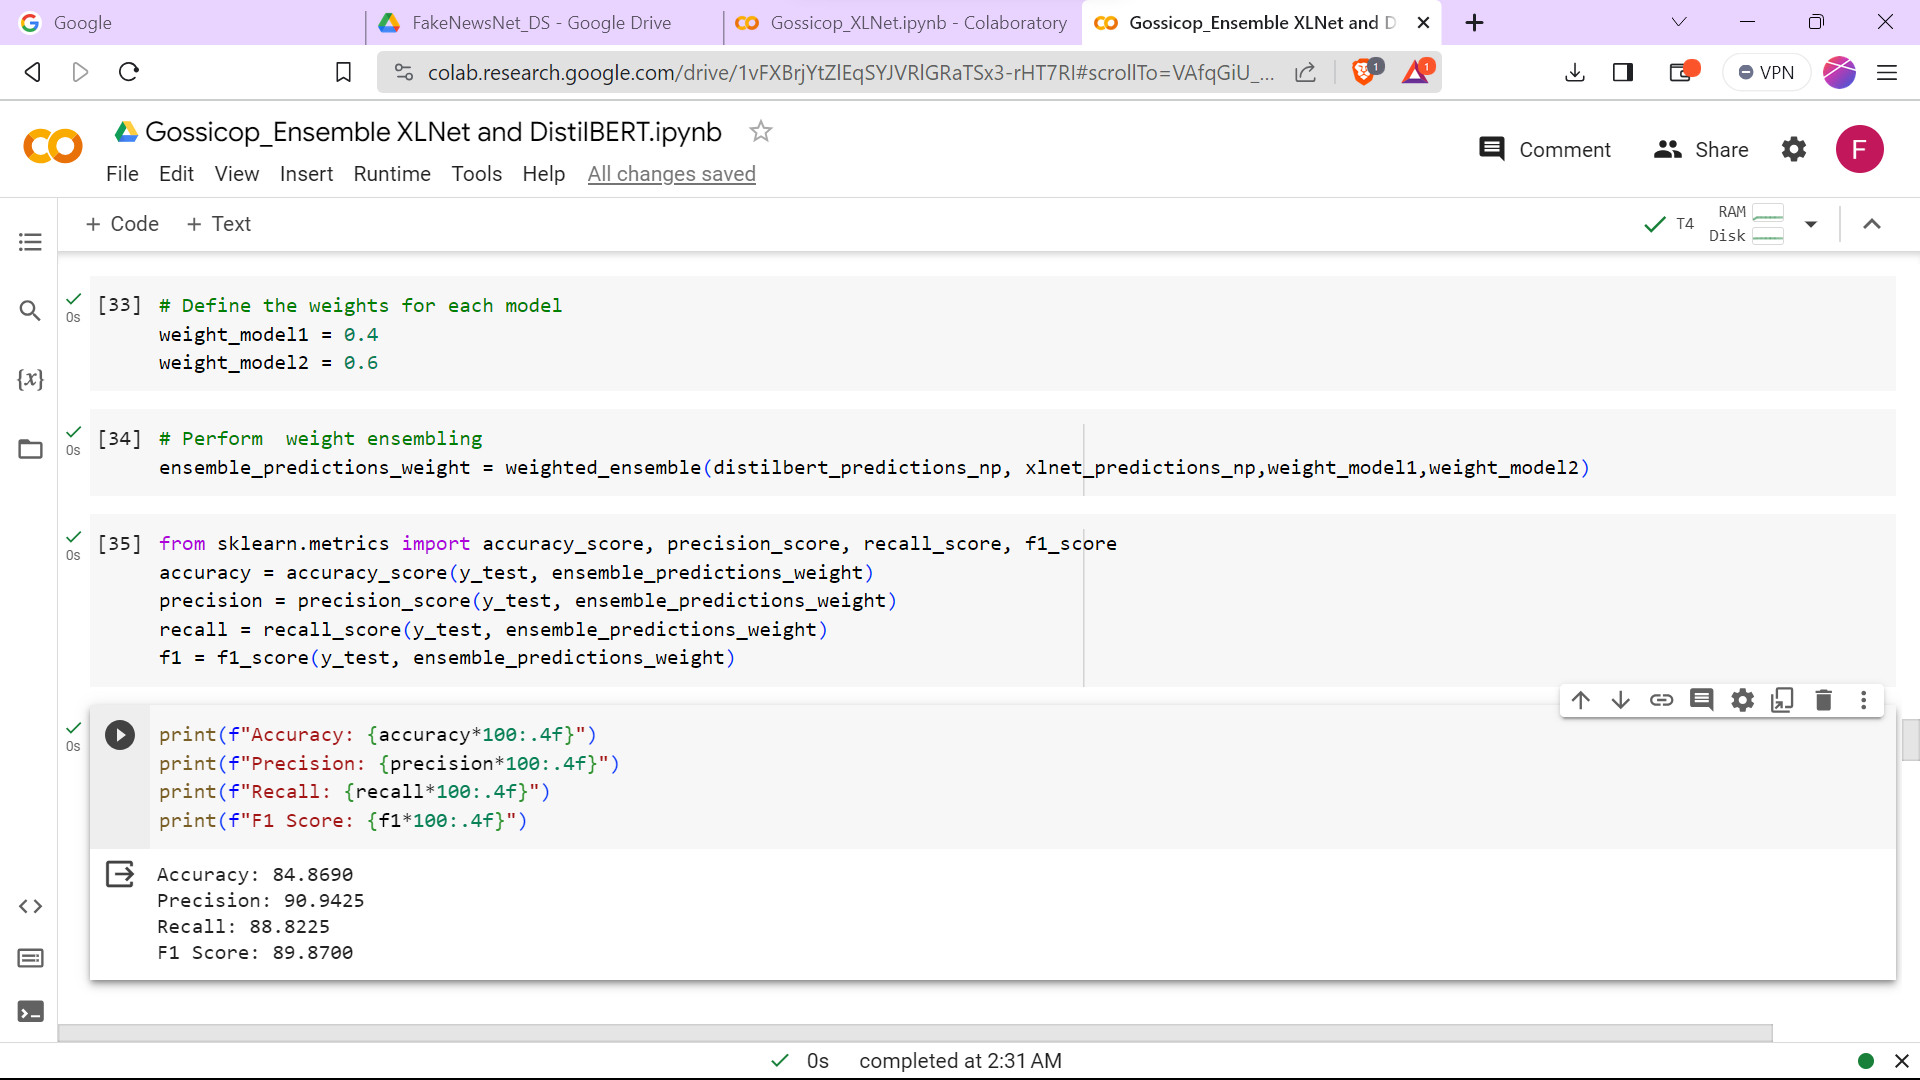 Google
FakeNewsNet_DS - Google Drive
Gossicop_XLNet.ipynb - Colaboratory
Gossicop_Ensemble XLNet and D
colab.research.google.com/drive/1vFXBrjYtZlEqSYJVRlGRaTSx3-rHT7RI#scrollTo=VAfqGiU_...
1
1
VPN
Gossicop_Ensemble XLNet and DistilBERT.ipynb
Comment
Share
F
File Edit View Insert Runtime Tools Help All changes saved
+ Code + Text
T4
RAM
Disk
[33] # Define the weights for each model
0s
weight_model1 = 0.4
weight_model2 = 0.6
[34] # Perform  weight ensembling
0s
ensemble_predictions_weight = weighted_ensemble(distilbert_predictions_np, xlnet_predictions_np,weight_model1,weight_model2)
[35] from sklearn.metrics import accuracy_score, precision_score, recall_score, f1_score
0s
accuracy = accuracy_score(y_test, ensemble_predictions_weight)
precision = precision_score(y_test, ensemble_predictions_weight)
recall = recall_score(y_test, ensemble_predictions_weight)
f1 = f1_score(y_test, ensemble_predictions_weight)
0s
print(f"Accuracy: {accuracy*100:.4f}")
print(f"Precision: {precision*100:.4f}")
print(f"Recall: {recall*100:.4f}")
print(f"F1 Score: {f1*100:.4f}")
Accuracy: 84.8690
Precision: 90.9425
Recall: 88.8225
F1 Score: 89.8700
{x}
0s completed at 2:31 AM